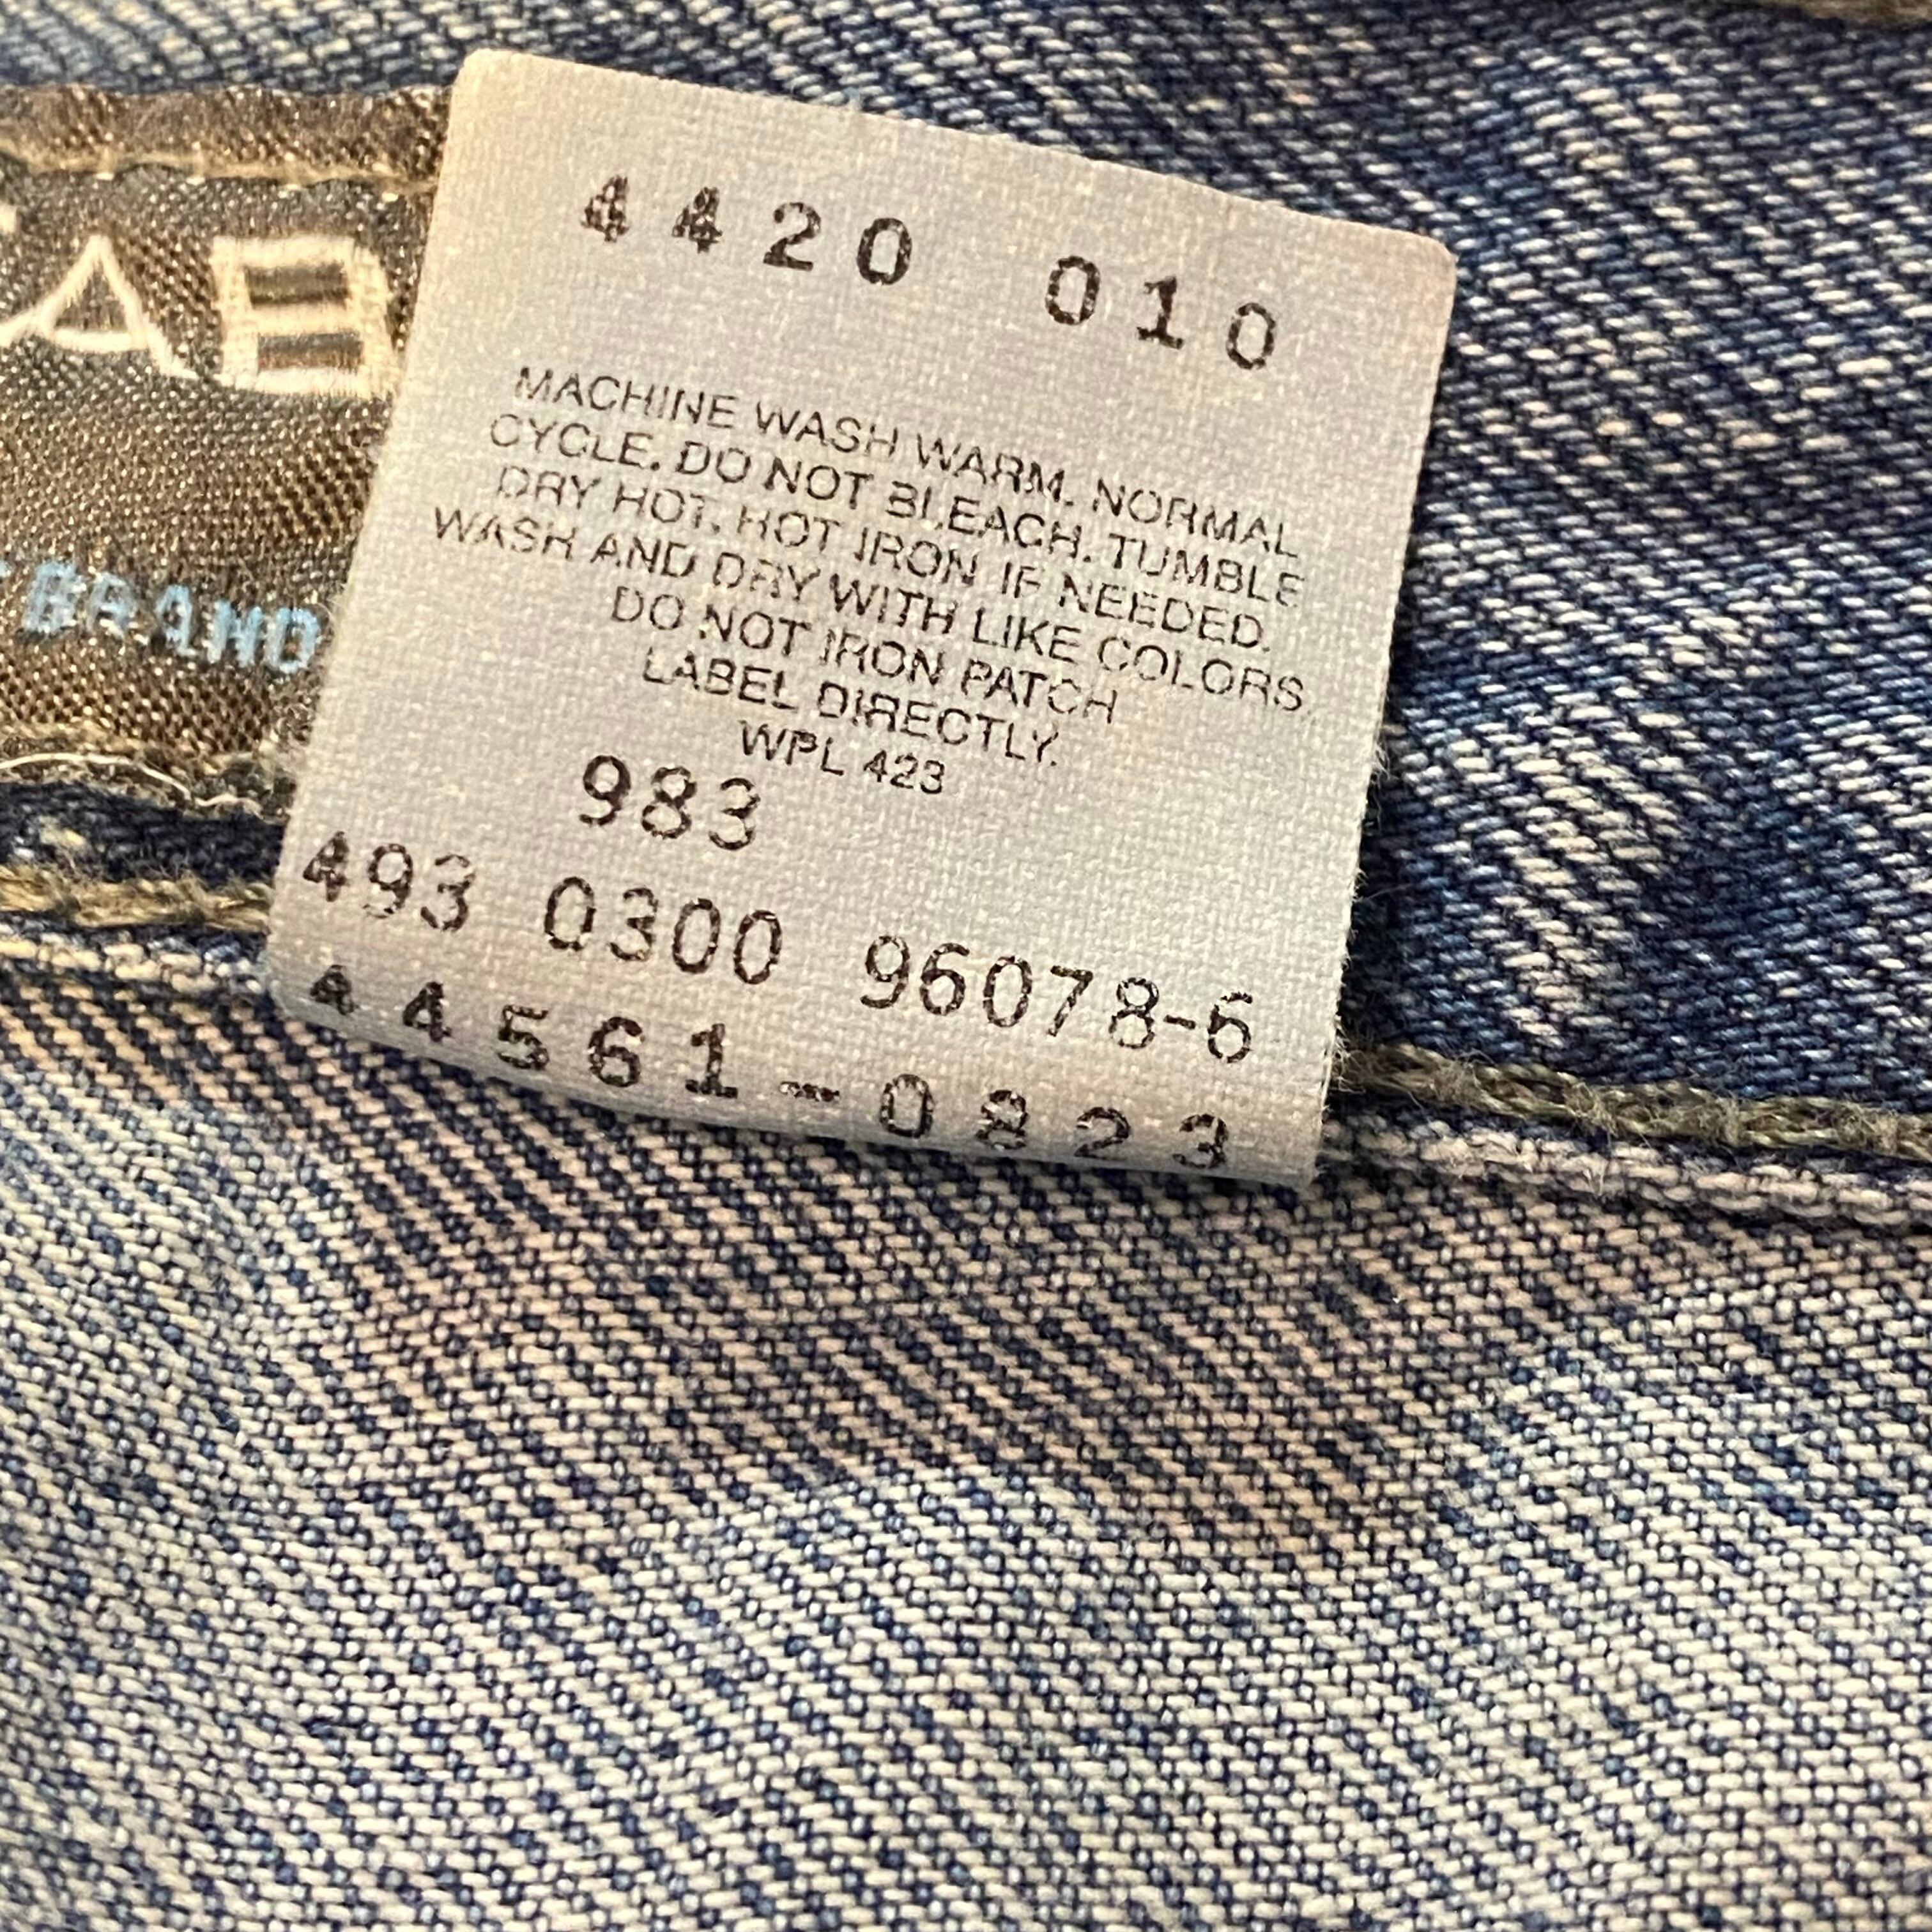 AB
BRAND
4420 010
MACHINE WASH WARM. NORMAL
CYCLE. DO NOT BLEACH. TUMBLE
DRY HOT. HOT IRON IF NEEDED.
WASH AND DRY WITH LIKE COLORS.
DO NOT IRON PATCH
LABEL DIRECTLY.
WPL 423
983
493 0300 96078-6
44561-0823